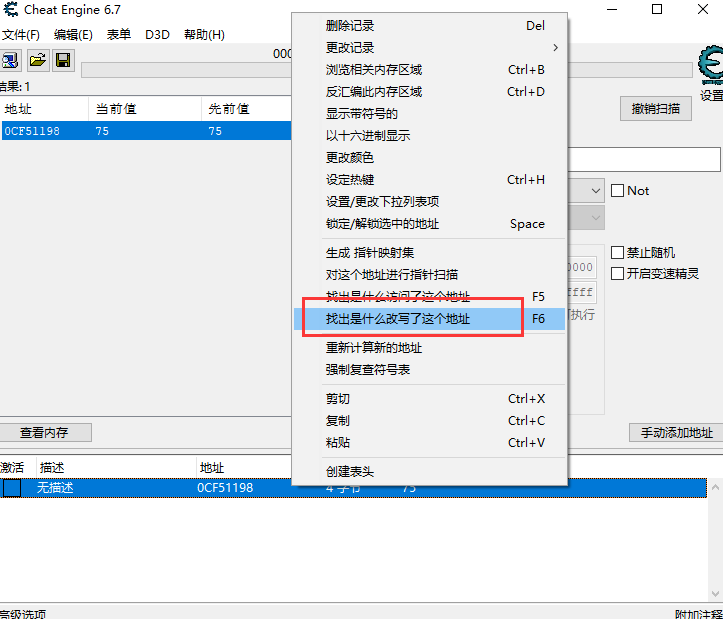 Cheat Engine 6.7
文件(F) 编辑(E) 表单 D3D 帮助(H)
000
结果: 1
地址 当前值 先前值
0CF51198 75 75
设置
撤销扫描
Not
禁止随机
开启变速精灵
0000
ffff
可执行
删除记录 Del
更改记录
浏览相关内存区域 Ctrl+B
反汇编此内存区域 Ctrl+D
显示带符号的
以十六进制显示
更改颜色
设定热键 Ctrl+H
设置/更改下拉列表项
锁定/解锁选中的地址 Space
生成 指针映射集
对这个地址进行指针扫描
找出是什么访问了这个地址 F5
找出是什么改写了这个地址 F6
重新计算新的地址
强制复查符号表
剪切 Ctrl+X
复制 Ctrl+C
粘贴 Ctrl+V
创建表头
查看内存
手动添加地址
激活 描述 地址
无描述 0CF51198 4 字节 75
高级选项 附加注释